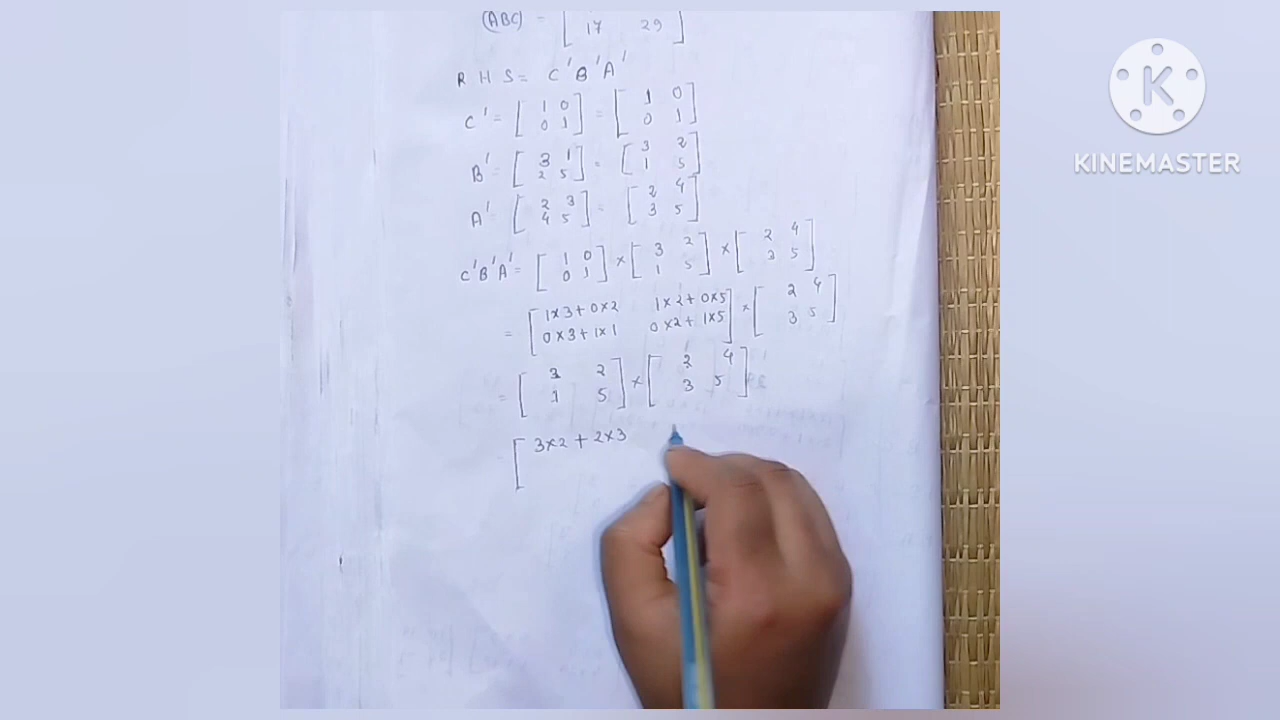 (ABC) = [
17 29 ]
R H S = C' B' A'
C' = [ 1 0 ] = [ 1 0 ]
0 1 0 1
B' = [ 3 1 ] = [ 3 2 ]
2 5 1 5
A' = [ 2 3 ] = [ 2 4 ]
4 5 3 5
C'B'A' = [ 1 0 ] × [ 3 2 ] × [ 2 4 ]
0 1 1 5 3 5
= [ 1×3+0×2 1×2+0×5 ] × [ 2 4 ]
0×3+1×1 0×2+1×5 3 5
= [ 3 2 ] × [ 2 4 ]
1 5 3 5
[ 3×2+2×3
K
KINEMASTER